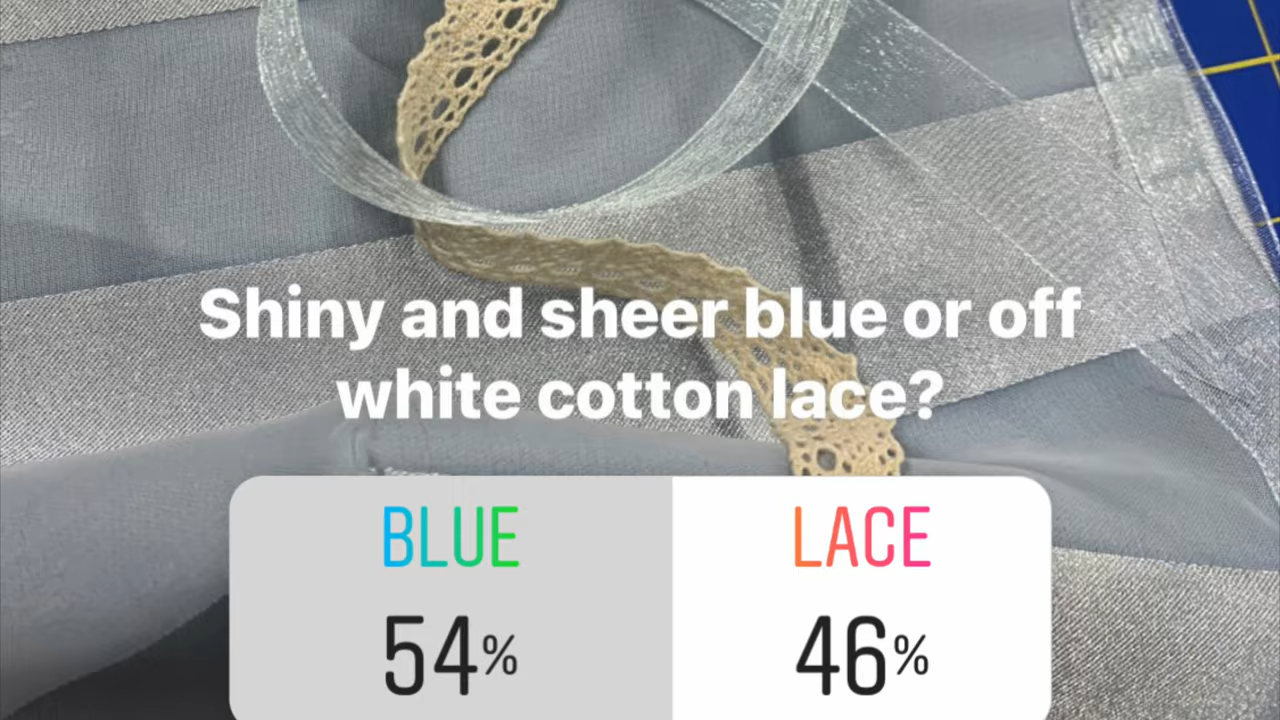 Shiny and sheer blue or off
white cotton lace?
BLUE
LACE
54%
46%